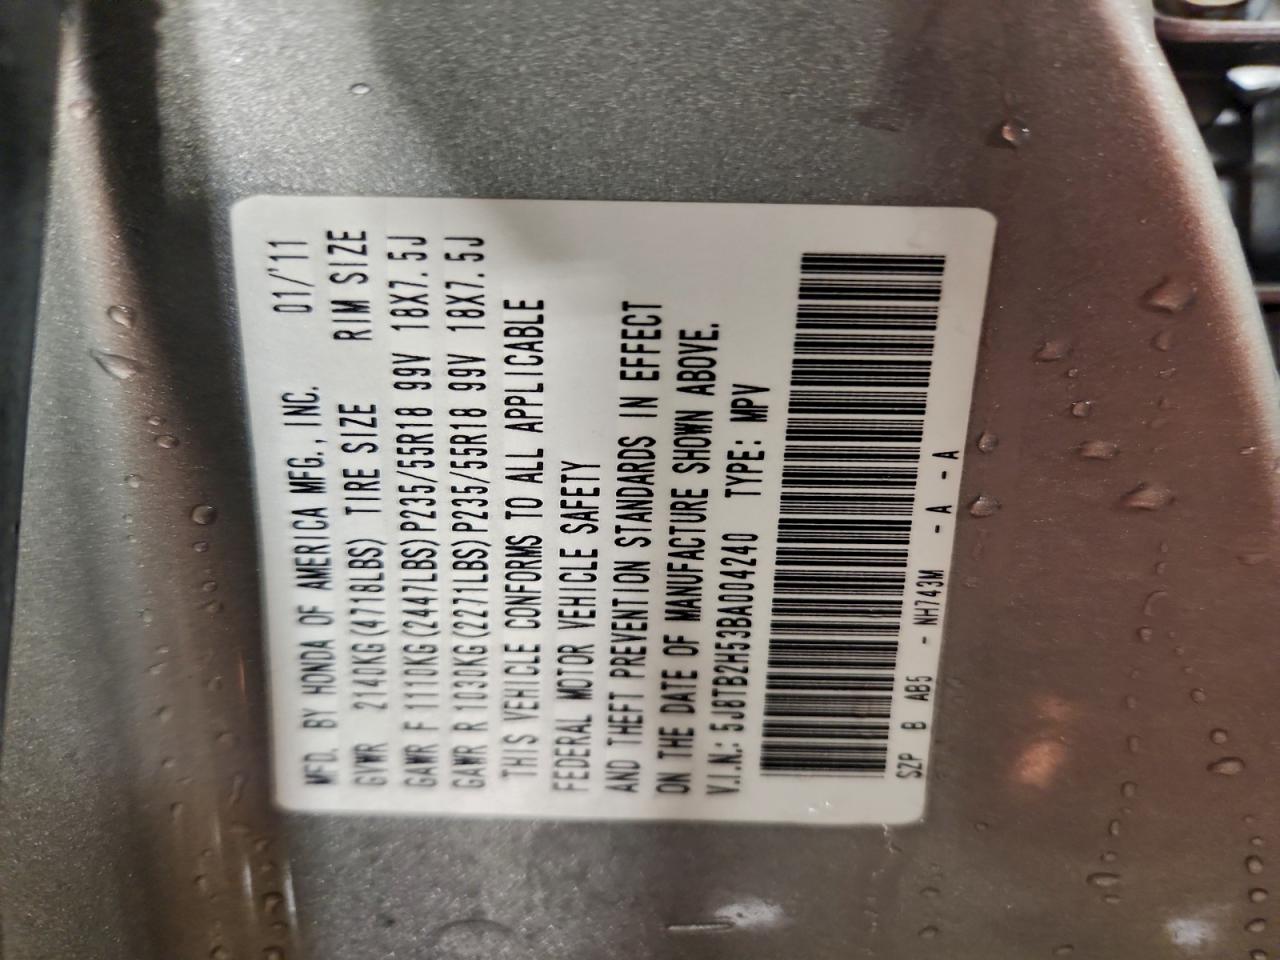 MFD. BY HONDA OF AMERICA MFG., INC. 01/'11
GVWR 2140KG(4718LBS) TIRE SIZE RIM SIZE
GAWR F 1110KG(2447LBS) P235/55R18 99V 18X7.5J
GAWR R 1030KG(2271LBS) P235/55R18 99V 18X7.5J
THIS VEHICLE CONFORMS TO ALL APPLICABLE
FEDERAL MOTOR VEHICLE SAFETY
AND THEFT PREVENTION STANDARDS IN EFFECT
ON THE DATE OF MANUFACTURE SHOWN ABOVE.
V.I.N.: 5J8TB2H53BA004240 TYPE: MPV
SZP B AB5 - NH743M - A - A